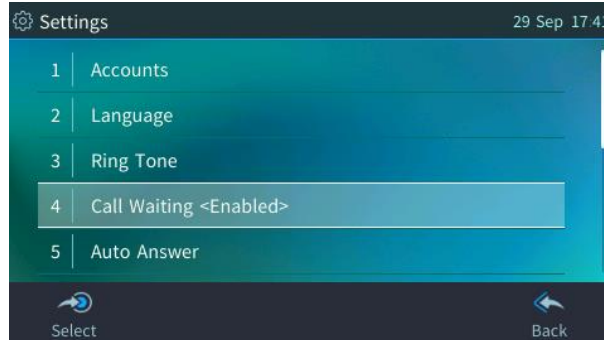 Settings 29 Sep 17:43
1 Accounts
2 Language
3 Ring Tone
4 Call Waiting <Enabled>
5 Auto Answer
Select Back